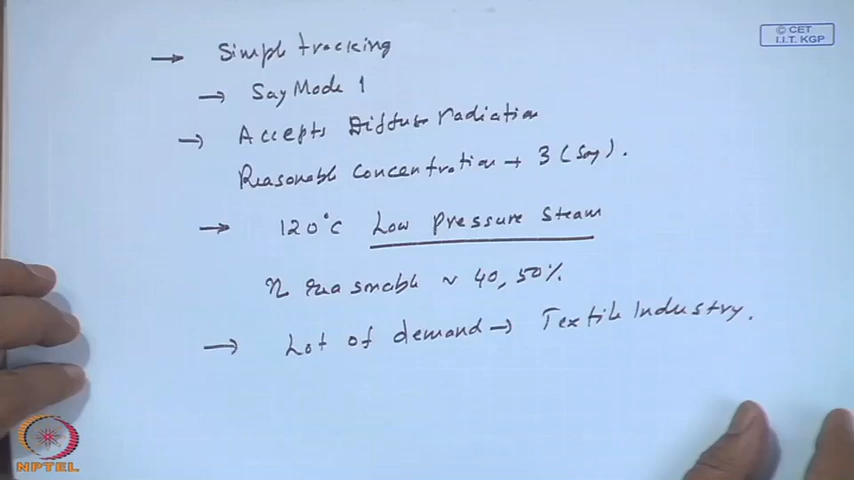 © CET
I.I.T. KGP
→ Simple tracking
→ Say Mode 1
→ Accepts Diffuse radiation
Reasonable Concentration → 3 (Say).
→ 120°C Low Pressure Steam
η reasonable ~ 40, 50%
→ Lot of demand → Textile Industry.
NPTEL